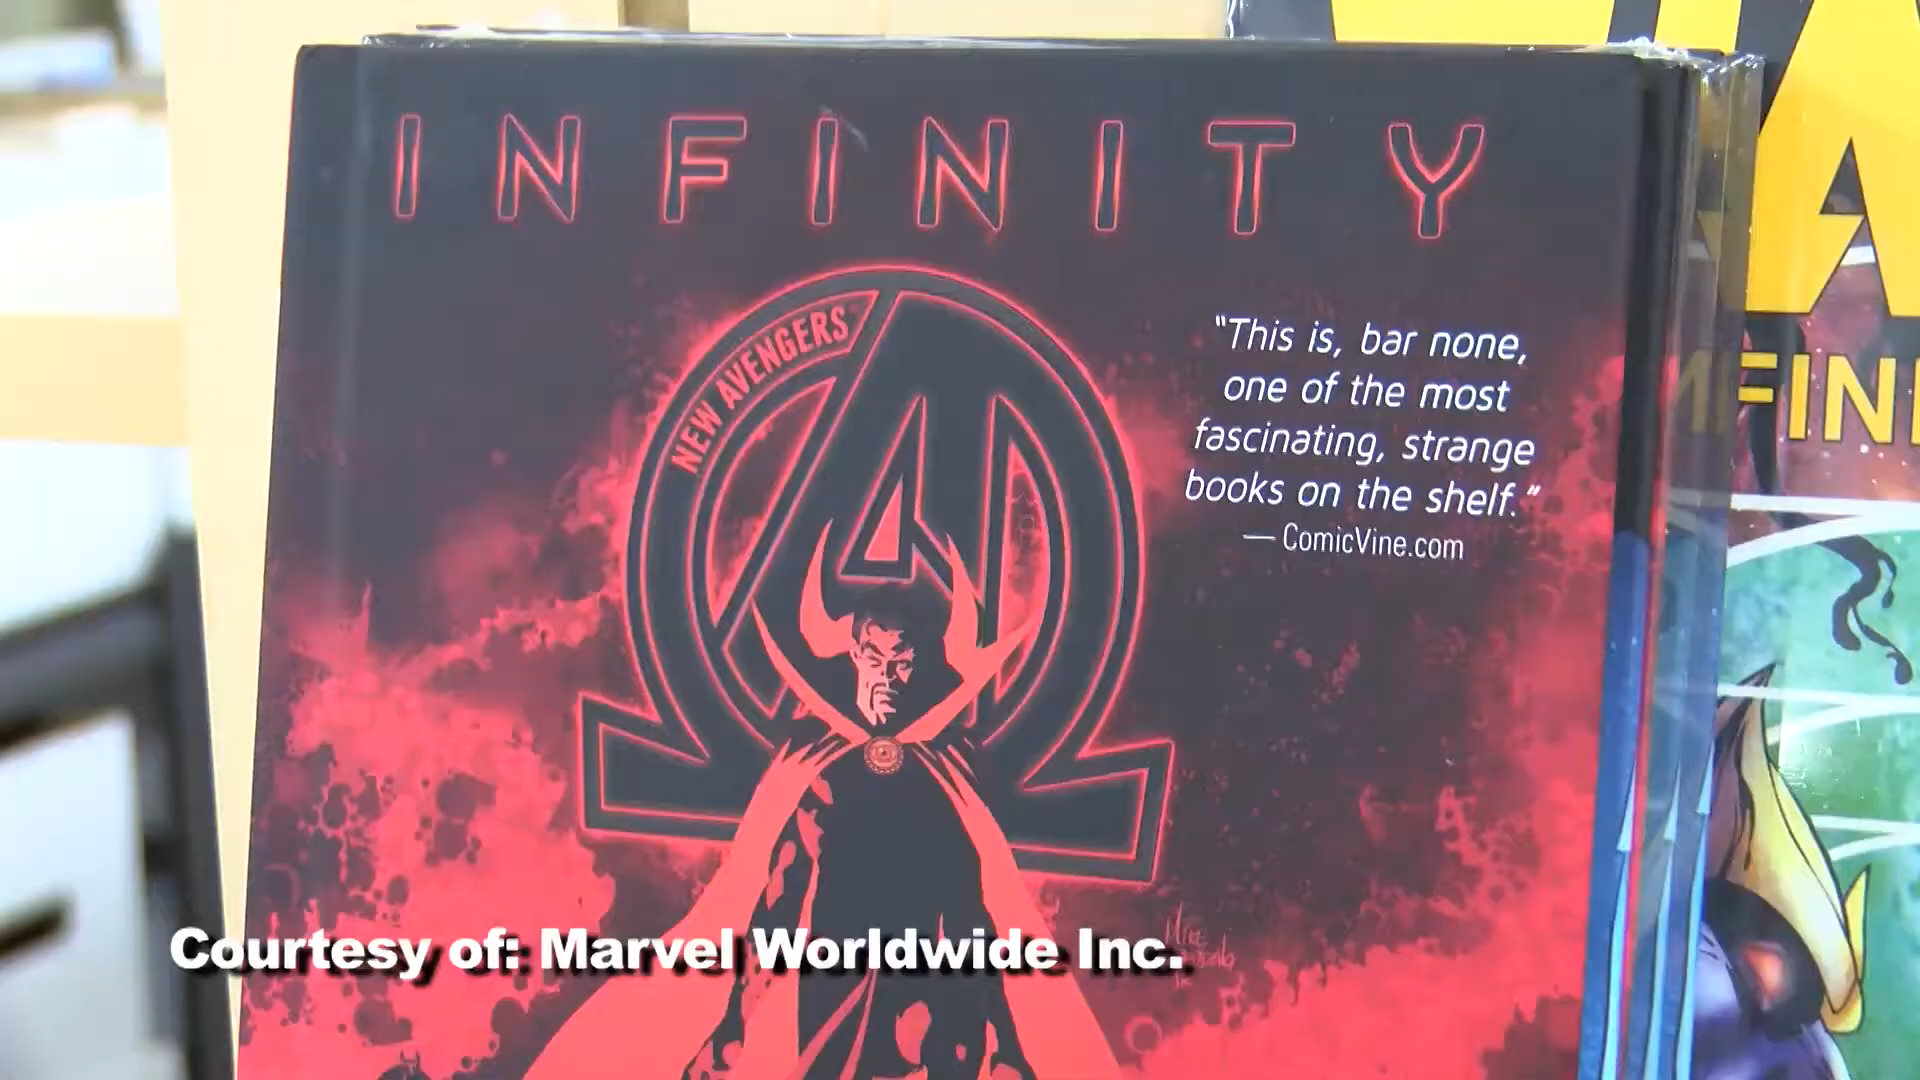 INFINITY
NEW AVENGERS
"This is, bar none,
one of the most
fascinating, strange
books on the shelf."
— ComicVine.com
Courtesy of: Marvel Worldwide Inc.